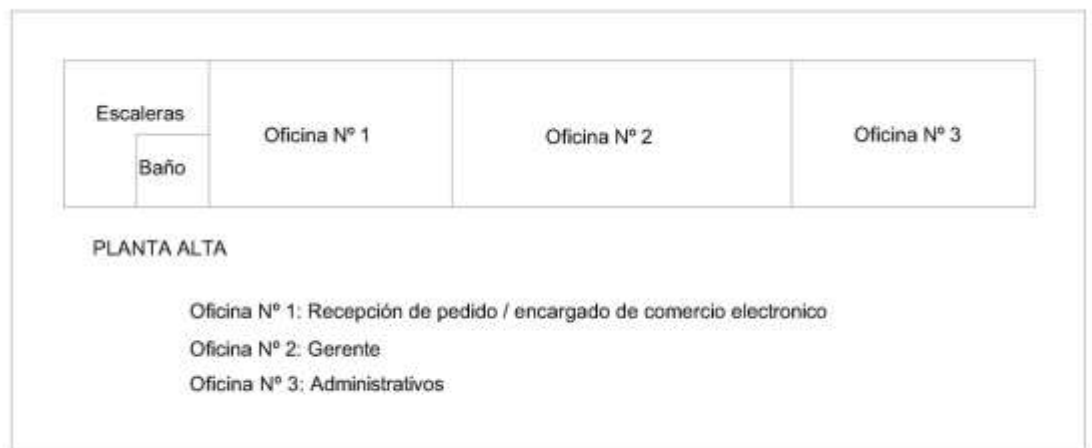 Escaleras
Baño
Oficina Nº 1
Oficina Nº 2
Oficina Nº 3
PLANTA ALTA
Oficina Nº 1: Recepción de pedido / encargado de comercio electronico
Oficina Nº 2: Gerente
Oficina Nº 3: Administrativos